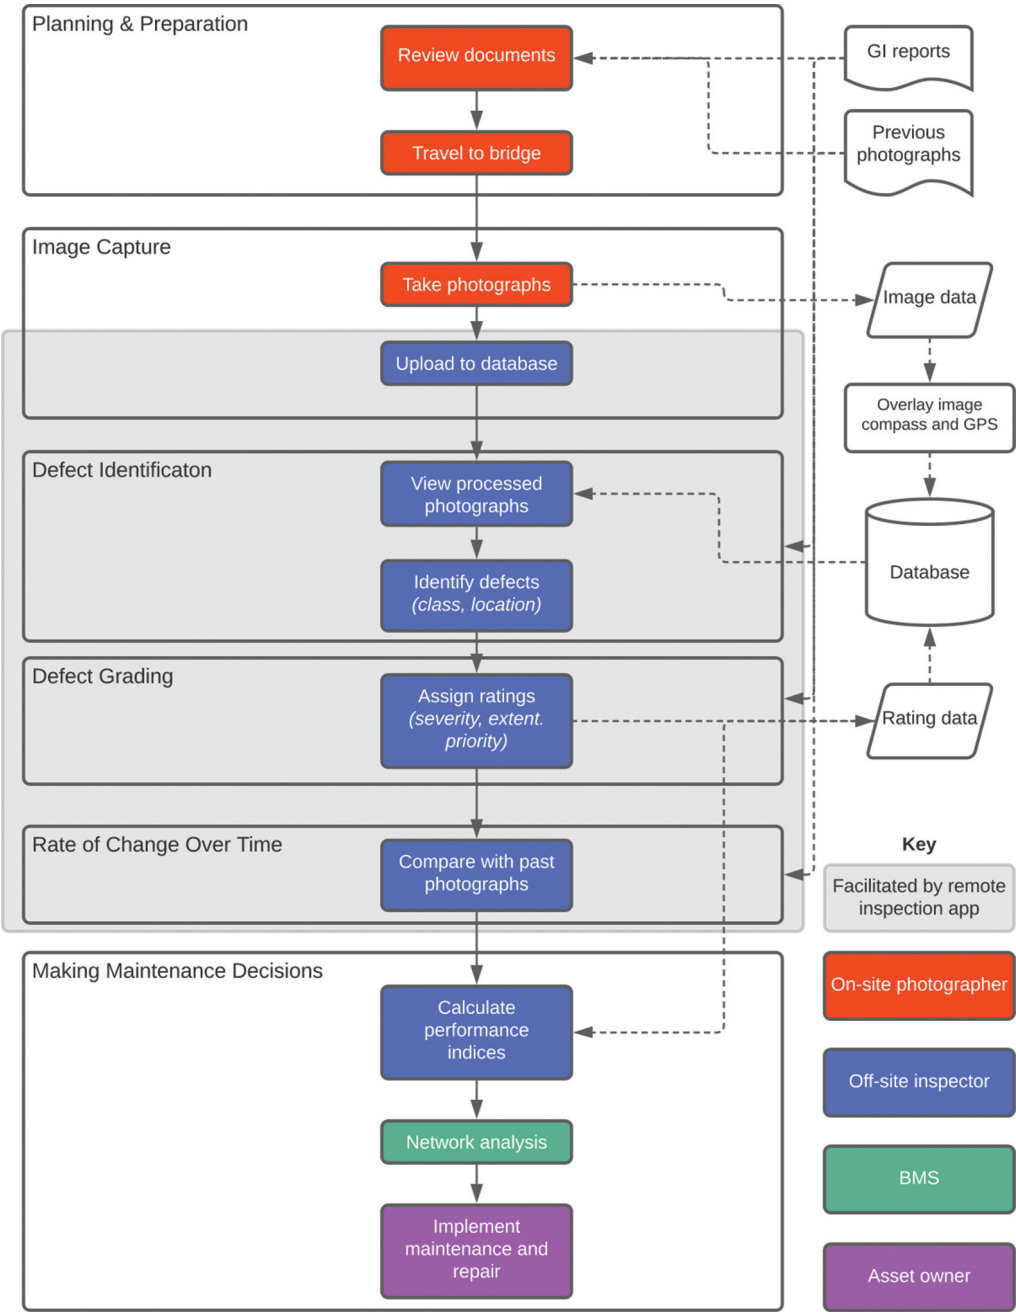 Planning & Preparation
Review documents
Travel to bridge
GI reports
Previous
photographs
Image Capture
Take photographs
Upload to database
Image data
Overlay image
compass and GPS
Defect Identificaton
View processed
photographs
Identify defects
(class, location)
Database
Defect Grading
Assign ratings
(severity, extent.
priority)
Rating data
Rate of Change Over Time
Compare with past
photographs
Making Maintenance Decisions
Calculate
performance
indices
Network analysis
Implement
maintenance and
repair
Key
Facilitated by remote
inspection app
On-site photographer
Off-site inspector
BMS
Asset owner